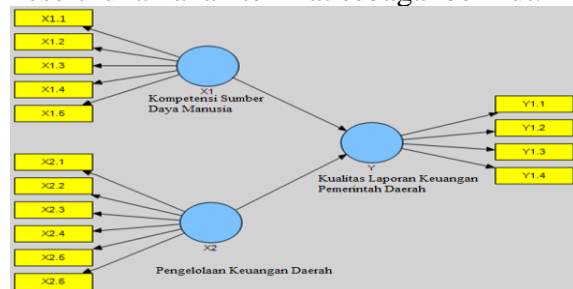 X1.1
X1.2
X1.3
X1.4
X1.5
X1
Kompetensi Sumber
Daya Manusia
Y1.1
Y1.2
Y1.3
Y1.4
Y
Kualitas Laporan Keuangan
Pemerintah Daerah
X2.1
X2.2
X2.3
X2.4
X2.5
X2.6
X2
Pengelolaan Keuangan Daerah